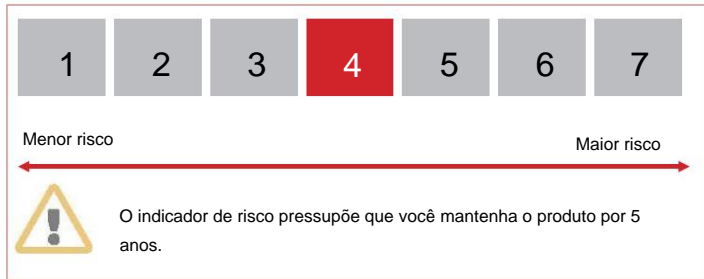 1 2 3 4 5 6 7
Menor risco Maior risco
O indicador de risco pressupõe que você mantenha o produto por 5
anos.